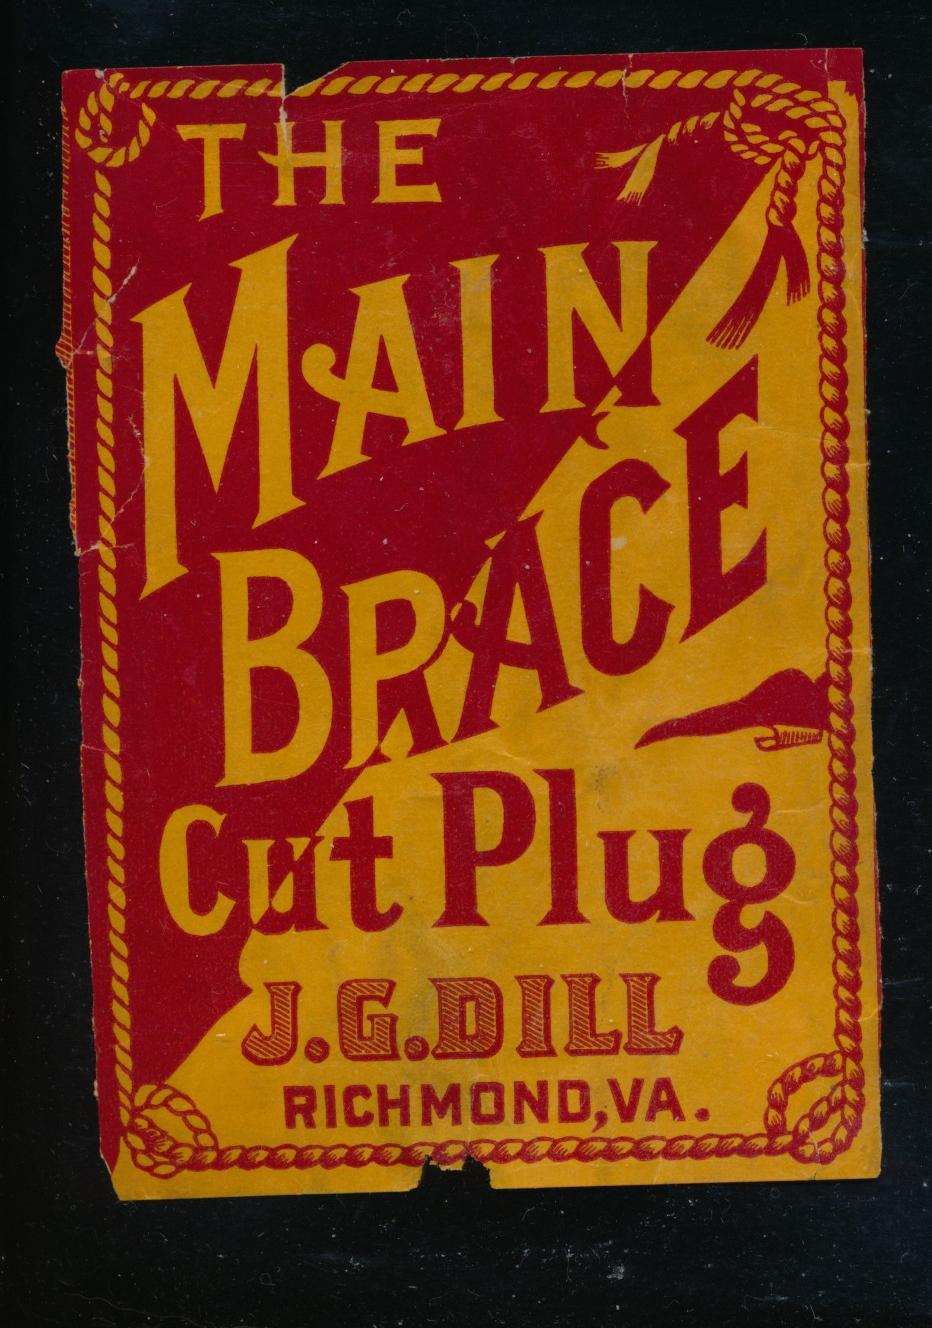 THE
MAIN
BRACE
Cut Plug
J.G.DILL
RICHMOND,VA.